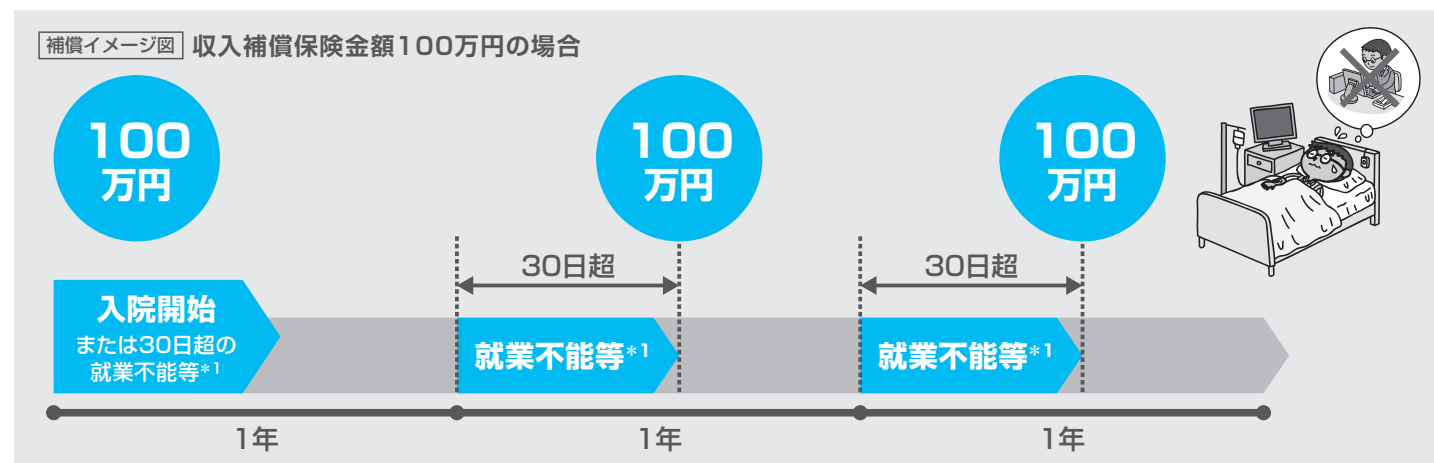 補償イメージ図 収入補償保険金額100万円の場合
100
万円
100
万円
100
万円
30日超
30日超
入院開始
または30日超の
就業不能等*1
就業不能等*1
就業不能等*1
1年
1年
1年